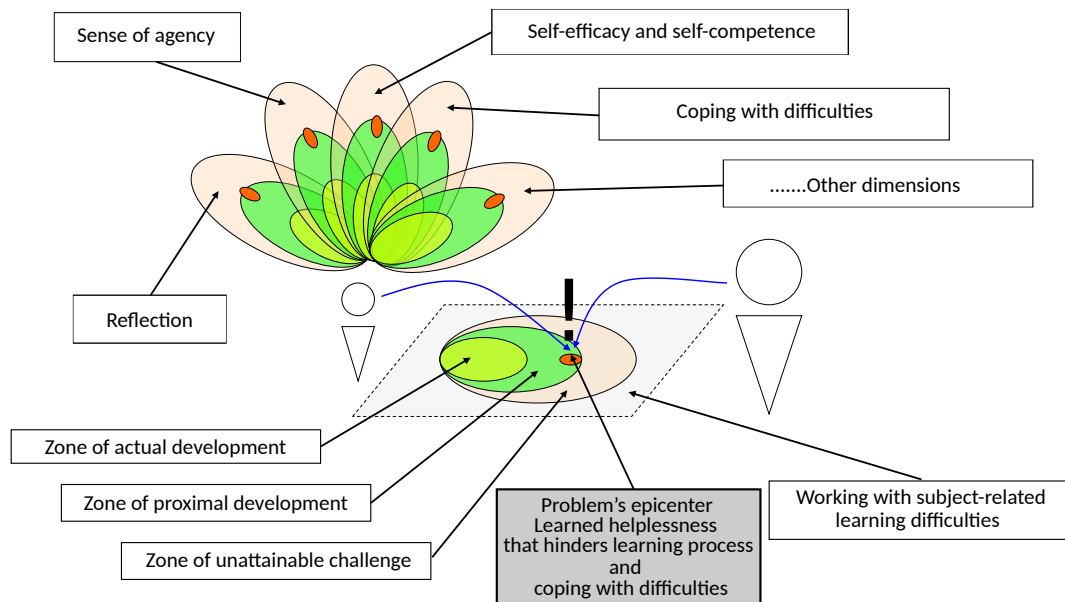 Sense of agency
Self-efficacy and self-competence
Coping with difficulties
.......Other dimensions
Reflection
!
Zone of actual development
Zone of proximal development
Zone of unattainable challenge
Problem's epicenter
Learned helplessness
that hinders learning process
and
coping with difficulties
Working with subject-related
learning difficulties